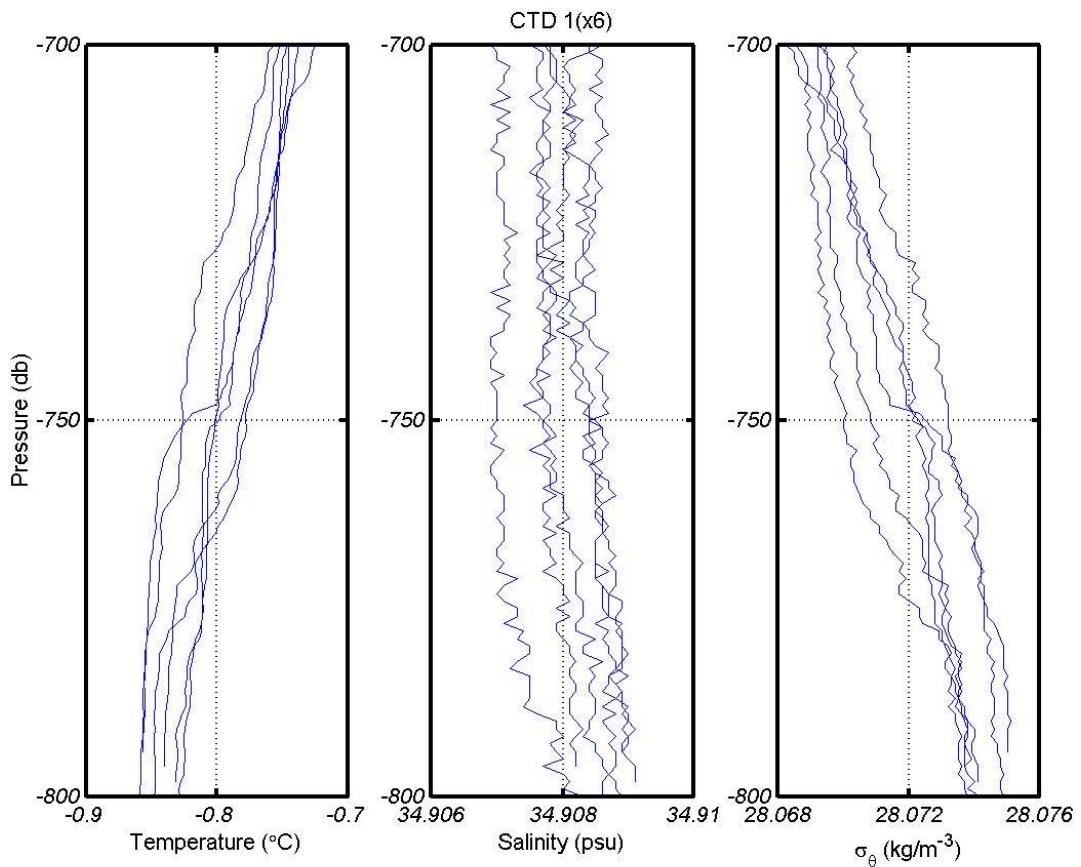 CTD 1(x6)
-700
-700
-700
-750
-750
-750
-800
-800
-800
-0.9 -0.8 -0.7
34.906 34.908 34.91
28.068 28.072 28.076
Pressure (db)
Temperature (°C)
Salinity (psu)
σθ (kg/m-3)